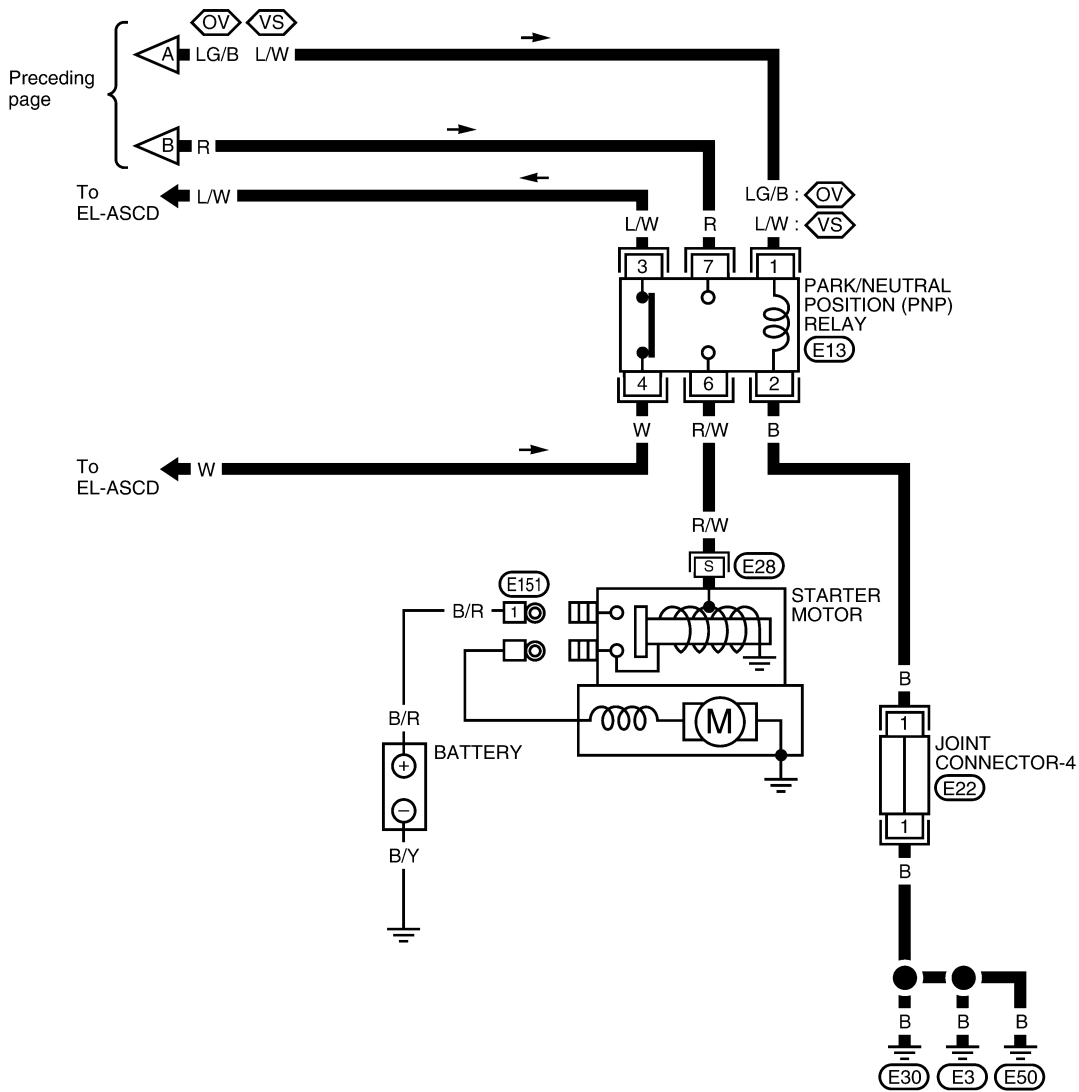 OV VS
A LG/B L/W
Preceding
page
B R
To
EL-ASCD
L/W
LG/B : OV
L/W : VS
L/W R
3 7 1
PARK/NEUTRAL
POSITION (PNP)
RELAY
E13
4 6 2
W R/W B
To
EL-ASCD
W
R/W
S E28
E151
B/R 1
STARTER
MOTOR
B
B/R
M
1
BATTERY
+
−
JOINT
CONNECTOR-4
E22
1
B/Y
B
B B B
E30 E3 E50